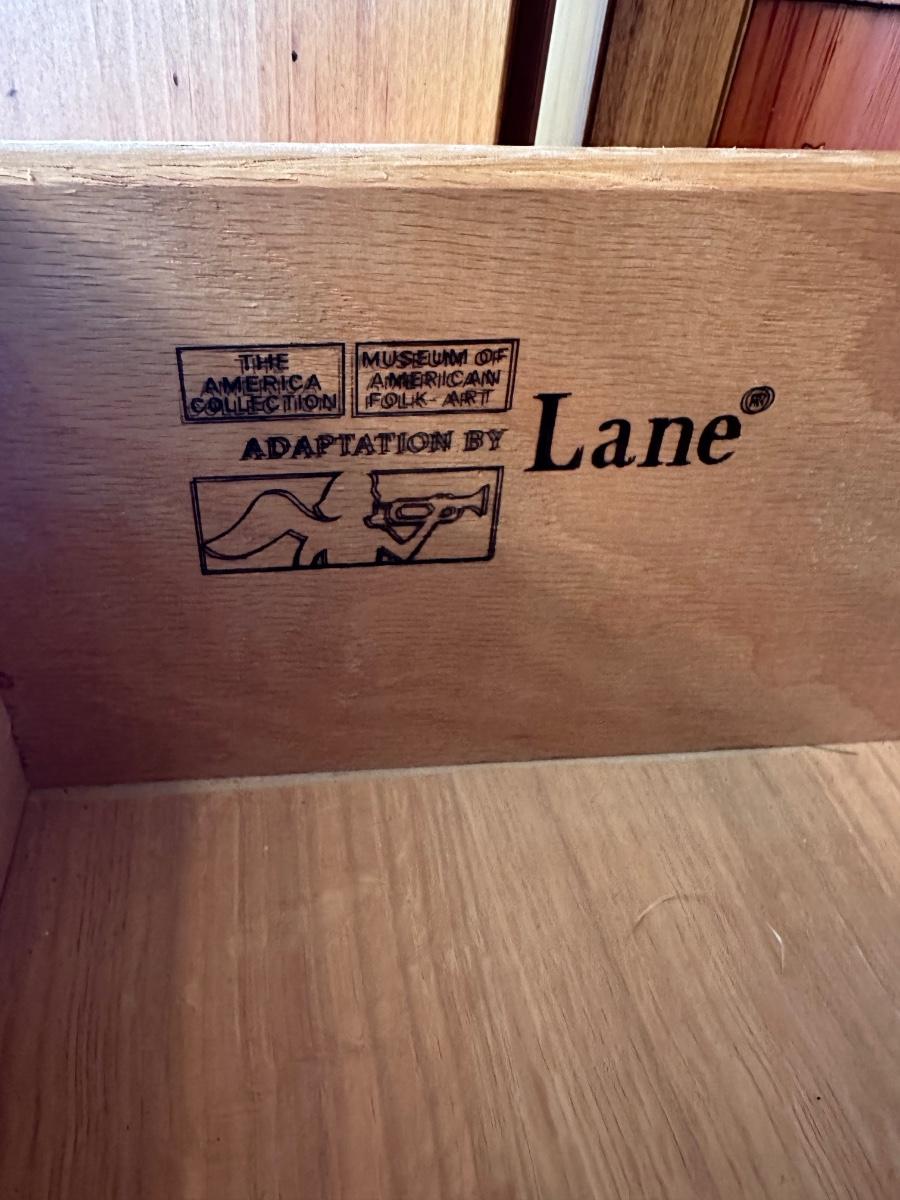 THE
AMERICA
COLLECTION
MUSEUM OF
AMERICAN
FOLK ART
ADAPTATION BY
Lane®